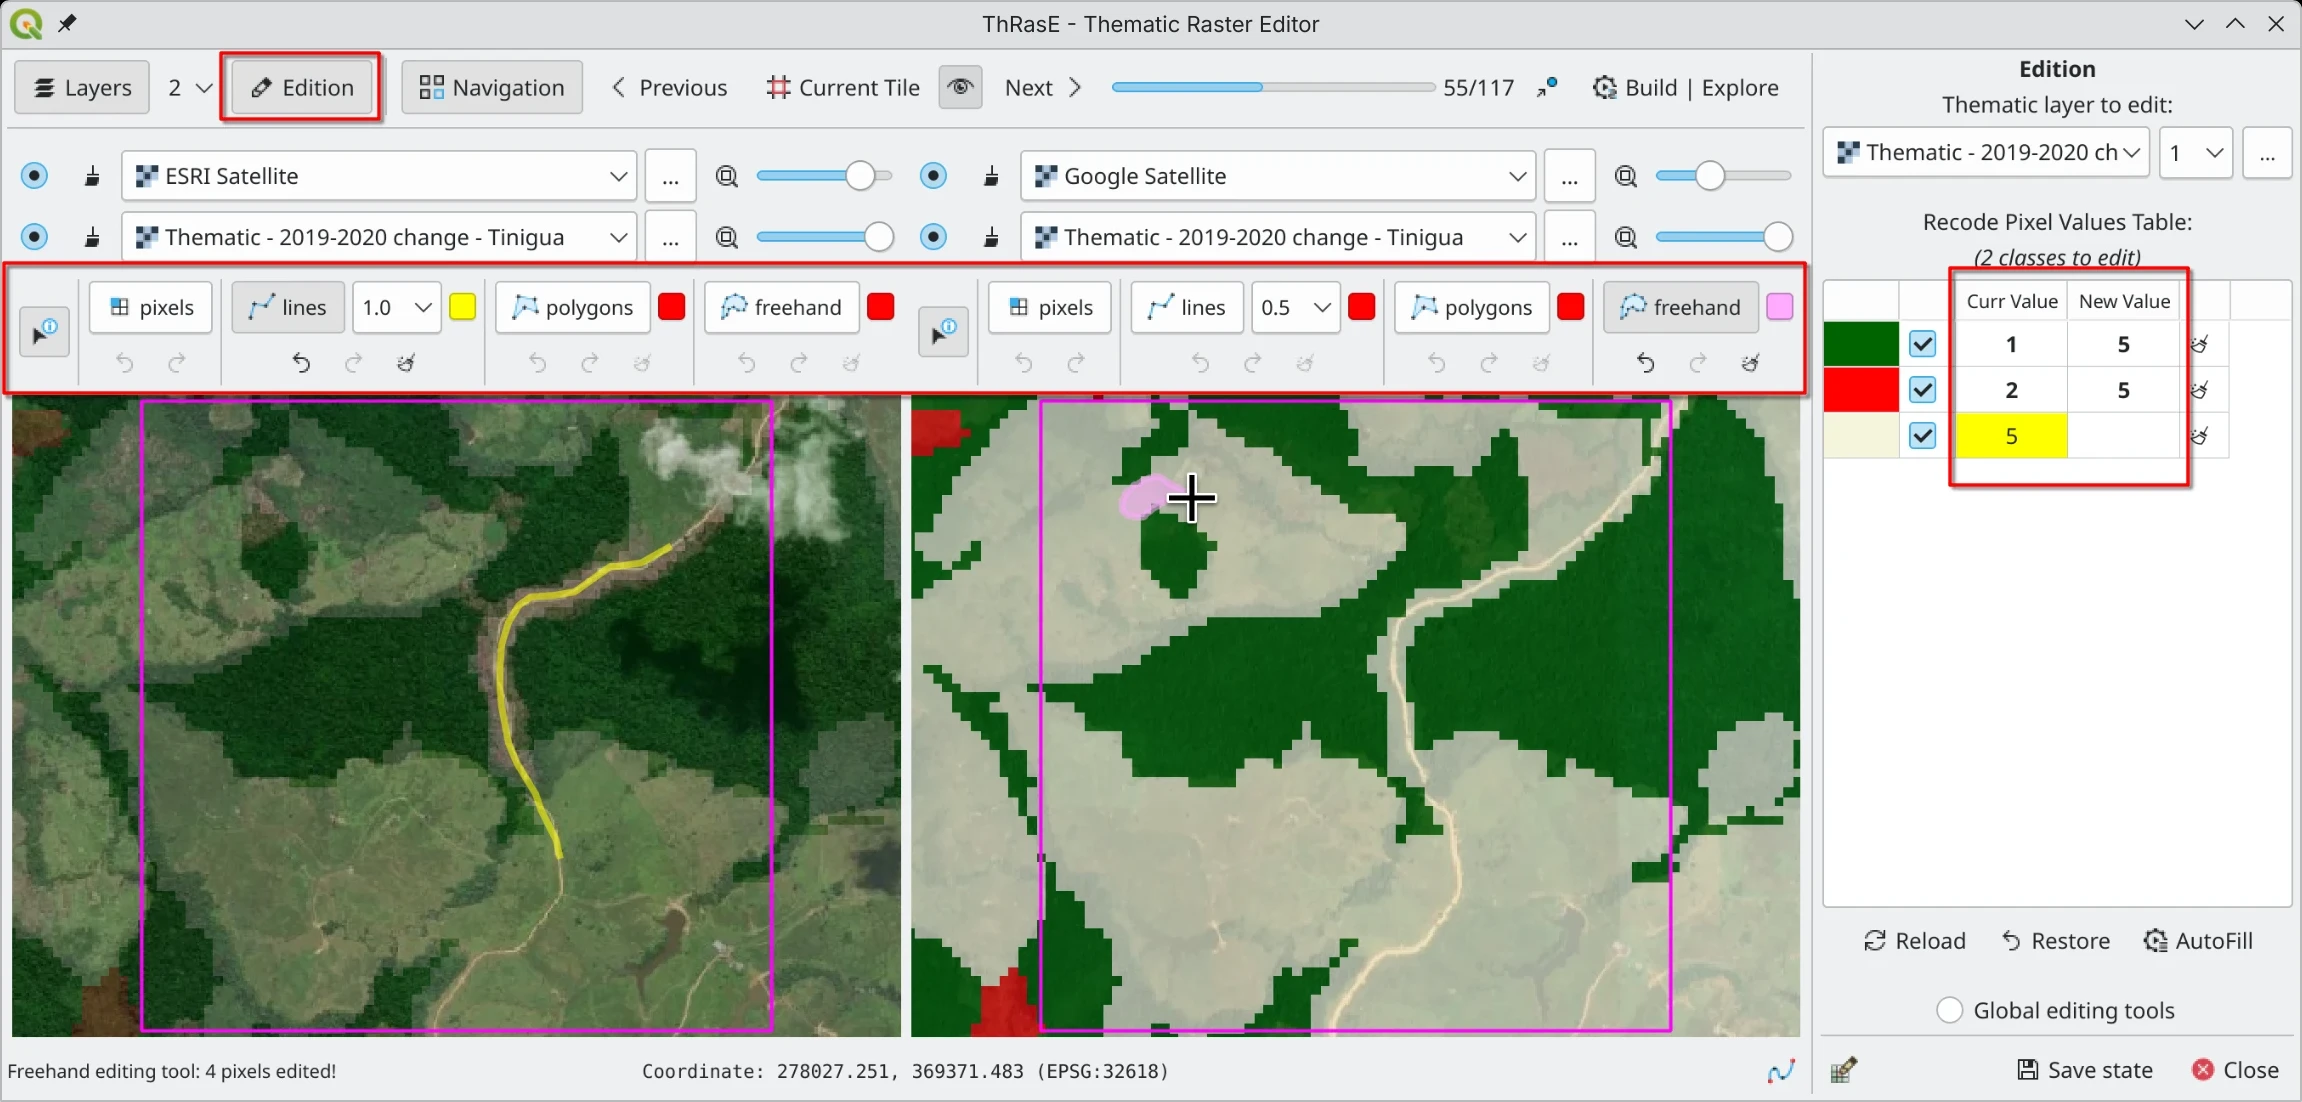 ThRasE - Thematic Raster Editor
Layers 2 Edition Navigation Previous Current Tile Next 55/117 Build | Explore
ESRI Satellite ... Google Satellite ...
Thematic - 2019-2020 change - Tinigua ... Thematic - 2019-2020 change - Tinigua ...
pixels lines 1.0 polygons freehand pixels lines 0.5 polygons freehand
Edition
Thematic layer to edit:
Thematic - 2019-2020 ch 1 ...
Recode Pixel Values Table:
(2 classes to edit)
Curr Value New Value
1 5
2 5
5
Reload Restore AutoFill
Global editing tools
Freehand editing tool: 4 pixels edited! Coordinate: 278027.251, 369371.483 (EPSG:32618)
Save state Close